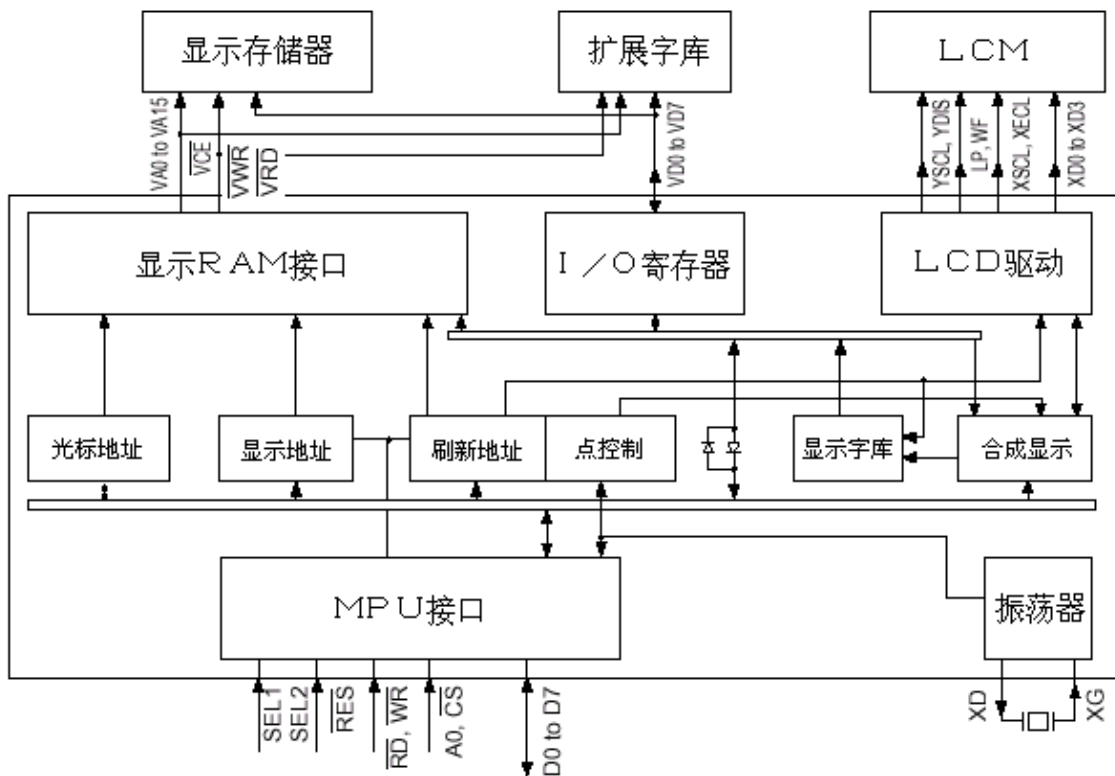 显示存储器
扩展字库
LCM
VA0 to VA15
VCE
VWR
VRD
VD0 to VD7
YSCL, YDIS
LP, WF
XSCL, XECL
XD0 to XD3
显示RAM接口
I/O寄存器
LCD驱动
光标地址
显示地址
刷新地址
点控制
显示字库
合成显示
MPU接口
振荡器
SEL1
SEL2
RES
RD, WR
A0, CS
D0 to D7
XD
XG